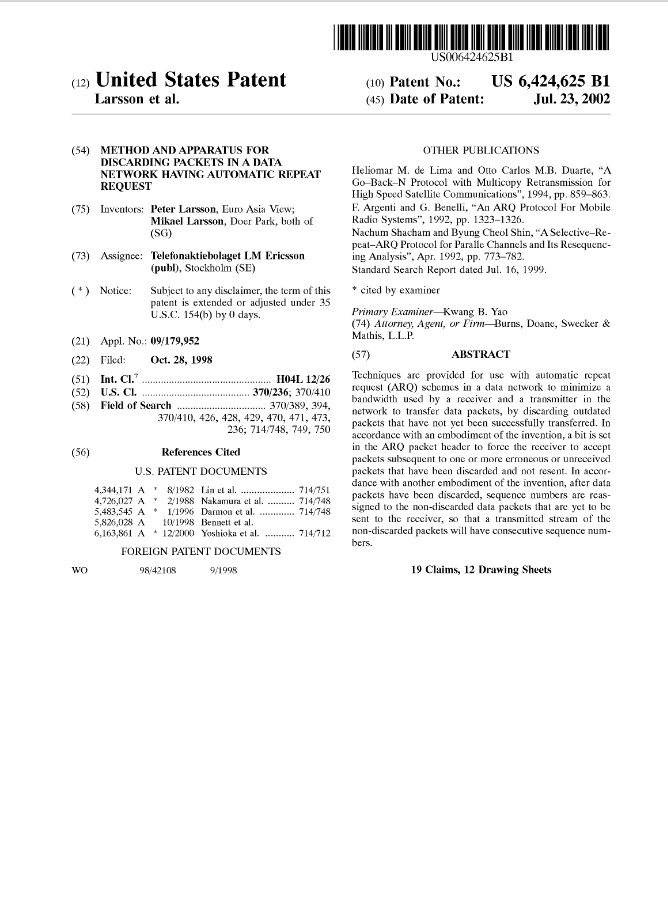 US006424625B1
(12) United States Patent
Larsson et al.
(10) Patent No.: US 6,424,625 B1
(45) Date of Patent: Jul. 23, 2002
(54) METHOD AND APPARATUS FOR
DISCARDING PACKETS IN A DATA
NETWORK HAVING AUTOMATIC REPEAT
REQUEST
(75) Inventors: Peter Larsson, Euro Asia View;
Mikael Larsson, Doer Park, both of
(SG)
(73) Assignee: Telefonaktiebolaget LM Ericsson
(publ), Stockholm (SE)
( * ) Notice: Subject to any disclaimer, the term of this
patent is extended or adjusted under 35
U.S.C. 154(b) by 0 days.
(21) Appl. No.: 09/179,952
(22) Filed: Oct. 28, 1998
(51) Int. Cl.7 ................................................ H04L 12/26
(52) U.S. Cl. ........................................ 370/236; 370/410
(58) Field of Search ................................. 370/389, 394,
370/410, 426, 428, 429, 470, 471, 473,
236; 714/748, 749, 750
(56) References Cited
U.S. PATENT DOCUMENTS
4,344,171 A * 8/1982 Lin et al. ..................... 714/751
4,726,027 A * 2/1988 Nakamura et al. .......... 714/748
5,483,545 A * 1/1996 Darmon et al. ............. 714/748
5,826,028 A 10/1998 Bennett et al.
6,163,861 A * 12/2000 Yoshioka et al. ........... 714/712
FOREIGN PATENT DOCUMENTS
WO 98/42108 9/1998
OTHER PUBLICATIONS
Heliomar M. de Lima and Otto Carlos M.B. Duarte, “A
Go–Back–N Protocol with Multicopy Retransmission for
High Speed Satellite Communications”, 1994, pp. 859–863.
F. Argenti and G. Benelli, “An ARQ Protocol For Mobile
Radio Systems”, 1992, pp. 1323–1326.
Nachum Shacham and Byung Cheol Shin, “A Selective–Re-
peat–ARQ Protocol for Paralle Channels and Its Resequenc-
ing Analysis”, Apr. 1992, pp. 773–782.
Standard Search Report dated Jul. 16, 1999.
* cited by examiner
Primary Examiner—Kwang B. Yao
(74) Attorney, Agent, or Firm—Burns, Doane, Swecker &
Mathis, L.L.P.
(57) ABSTRACT
Techniques are provided for use with automatic repeat
request (ARQ) schemes in a data network to minimize a
bandwidth used by a receiver and a transmitter in the
network to transfer data packets, by discarding outdated
packets that have not yet been successfully transferred. In
accordance with an embodiment of the invention, a bit is set
in the ARQ packet header to force the receiver to accept
packets subsequent to one or more erroneous or unreceived
packets that have been discarded and not resent. In accor-
dance with another embodiment of the invention, after data
packets have been discarded, sequence numbers are reas-
signed to the non-discarded data packets that are yet to be
sent to the receiver, so that a transmitted stream of the
non-discarded packets will have consecutive sequence num-
bers.
19 Claims, 12 Drawing Sheets